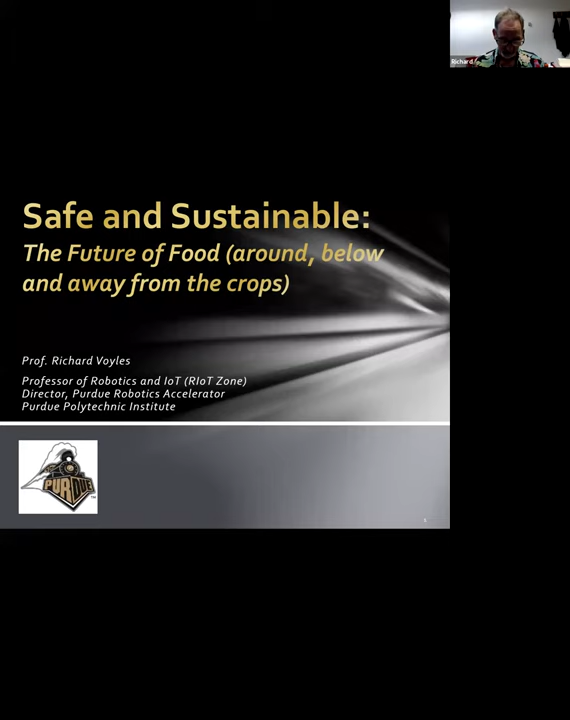 Richard
Safe and Sustainable:
The Future of Food (around, below
and away from the crops)
Prof. Richard Voyles
Professor of Robotics and IoT (RIoT Zone)
Director, Purdue Robotics Accelerator
Purdue Polytechnic Institute
PURDUE